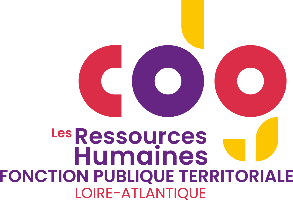 cdg
Les Ressources
Humaines
FONCTION PUBLIQUE TERRITORIALE
LOIRE-ATLANTIQUE